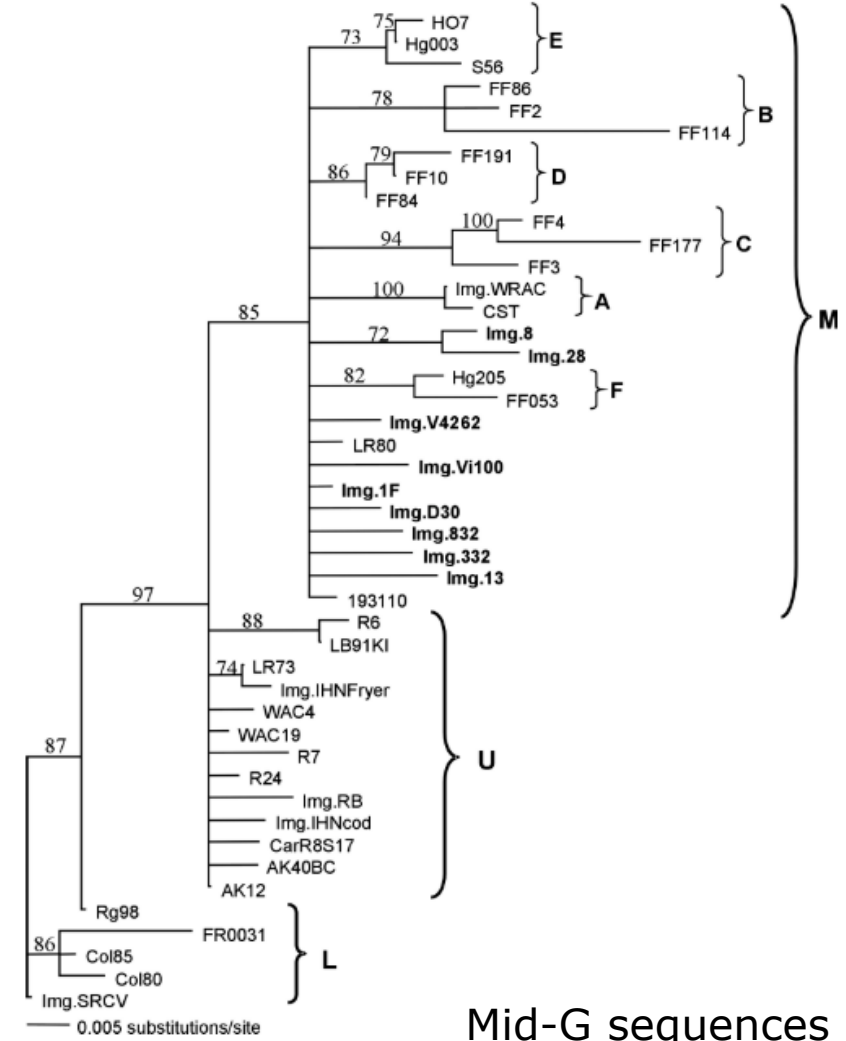 75 HO7
73 Hg003 E
S56
FF86
78 FF2
B
FF114
79 FF191
86 FF10 D
FF84
100 FF4
94 FF177 C
FF3
100 Img.WRAC
A
CST
85 M
72 Img.8
Img.28
82 Hg205
F
FF053
Img.V4262
LR80
Img.Vi100
Img.1F
Img.D30
Img.832
Img.332
Img.13
97 193110
88 R6
LB91KI
74 LR73
Img.IHNFryer
WAC4
WAC19
87 R7 U
R24
Img.RB
Img.IHNcod
CarR8S17
AK40BC
AK12
Rg98
FR0031
86 Col85 L
Col80
Img.SRCV
0.005 substitutions/site
Mid-G sequences